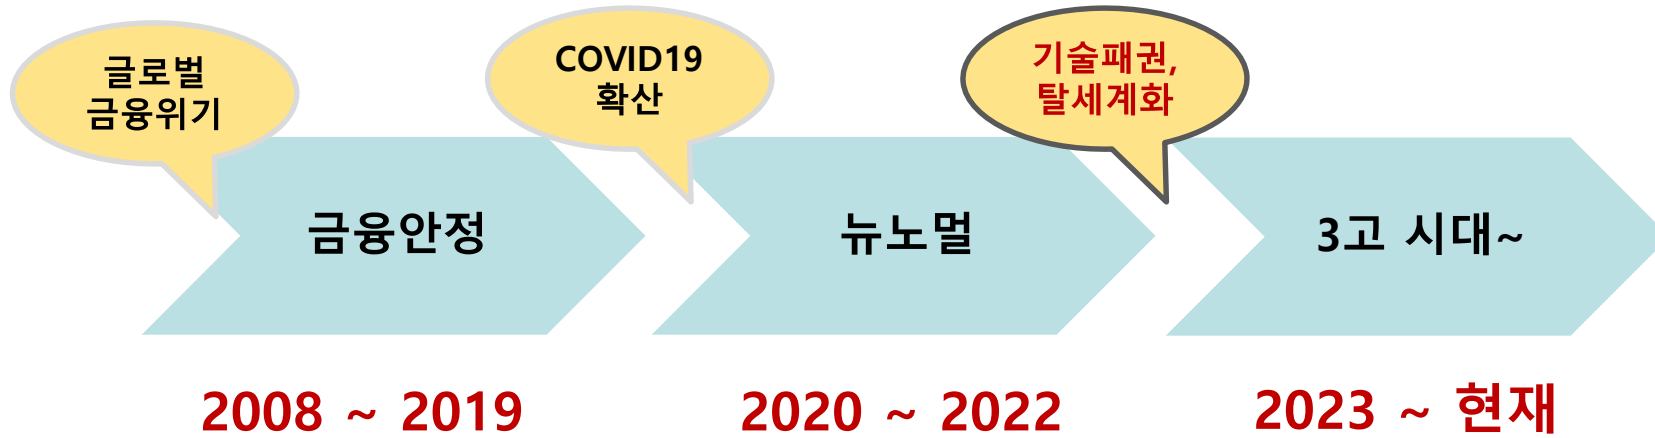 글로벌
금융위기
COVID19
확산
기술패권,
탈세계화
금융안정
뉴노멀
3고 시대~
2008 ~ 2019
2020 ~ 2022
2023 ~ 현재